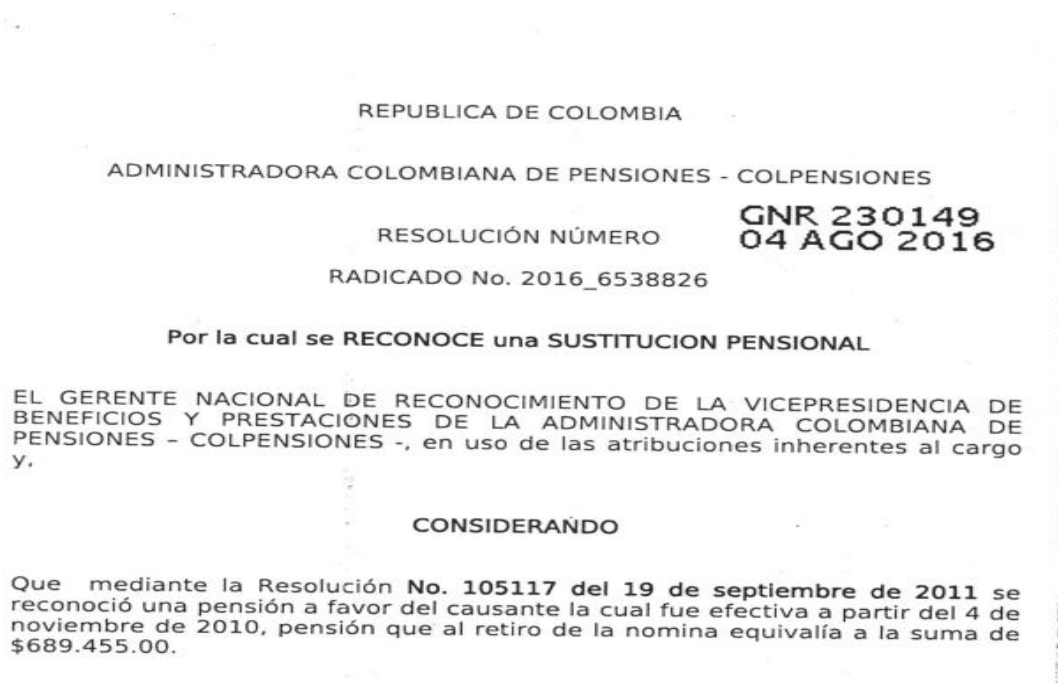 REPUBLICA DE COLOMBIA
ADMINISTRADORA COLOMBIANA DE PENSIONES - COLPENSIONES
RESOLUCIÓN NÚMERO GNR 230149
04 AGO 2016
RADICADO No. 2016_6538826
Por la cual se RECONOCE una SUSTITUCION PENSIONAL
EL GERENTE NACIONAL DE RECONOCIMIENTO DE LA VICEPRESIDENCIA DE
BENEFICIOS Y PRESTACIONES DE LA ADMINISTRADORA COLOMBIANA DE
PENSIONES – COLPENSIONES -, en uso de las atribuciones inherentes al cargo
y,
CONSIDERANDO
Que mediante la Resolución No. 105117 del 19 de septiembre de 2011 se
reconoció una pensión a favor del causante la cual fue efectiva a partir del 4 de
noviembre de 2010, pensión que al retiro de la nomina equivalía a la suma de
$689.455.00.